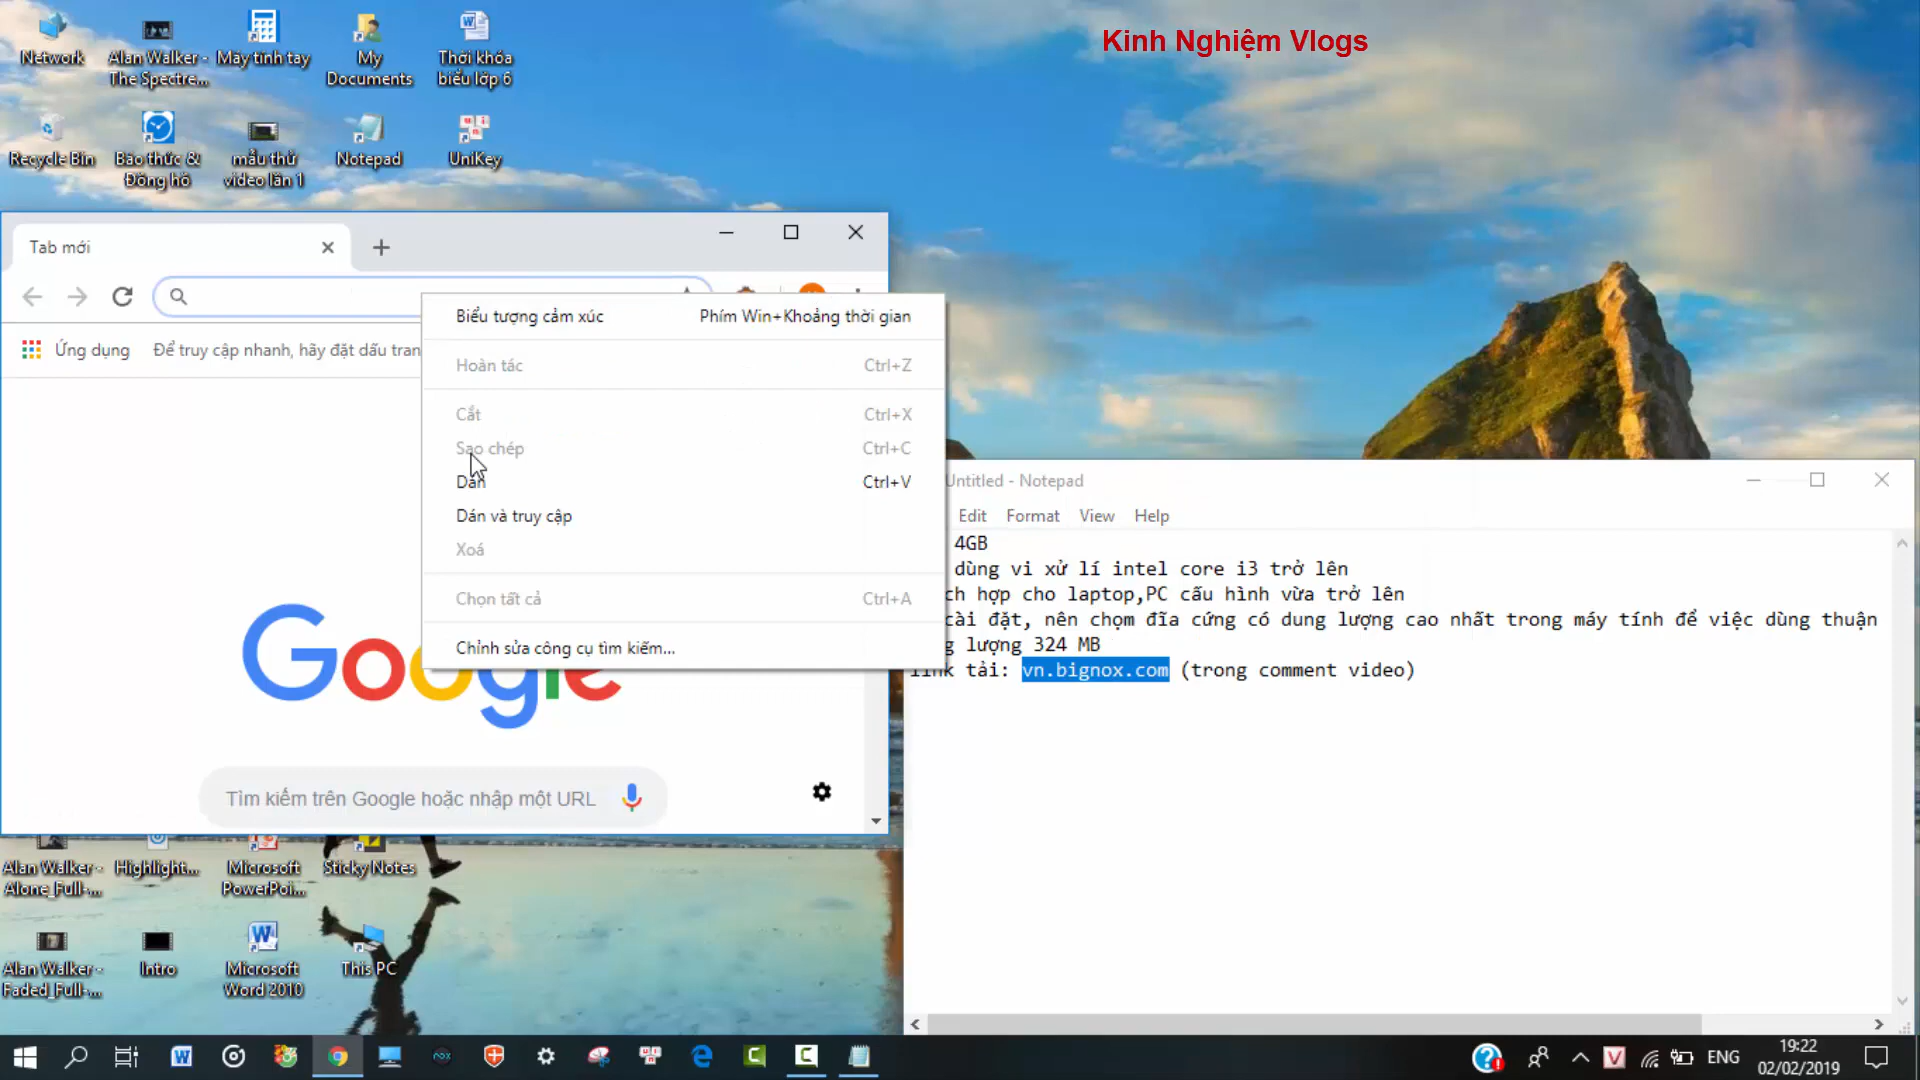 Kinh Nghiệm Vlogs
Network
Alan Walker -
The Spectre...
Máy tính tay
My
Documents
Thời khóa
biểu lớp 6
Recycle Bin
Báo thức &
Đồng hồ
mẫu thử
video lần 1
Notepad
UniKey
Tab mới
Ứng dụng
Để truy cập nhanh, hãy đặt dấu tran
Biểu tượng cảm xúc Phím Win+Khoảng thời gian
Hoàn tác Ctrl+Z
Cắt Ctrl+X
Sao chép Ctrl+C
Dán Ctrl+V
Dán và truy cập
Xoá
Chọn tất cả Ctrl+A
Chỉnh sửa công cụ tìm kiếm...
Google
Tìm kiếm trên Google hoặc nhập một URL
Untitled - Notepad
Edit Format View Help
4GB
dùng vi xử lí intel core i3 trở lên
ch hợp cho laptop,PC cấu hình vừa trở lên
cài đặt, nên chọm đĩa cứng có dung lượng cao nhất trong máy tính để việc dùng thuận
g lượng 324 MB
link tải: vn.bignox.com (trong comment video)
Alan Walker -
Alone_Full-...
Highlight...
Microsoft
PowerPoi...
Sticky Notes
Alan Walker -
Faded_Full-...
Intro
Microsoft
Word 2010
This PC
ENG
19:22
02/02/2019